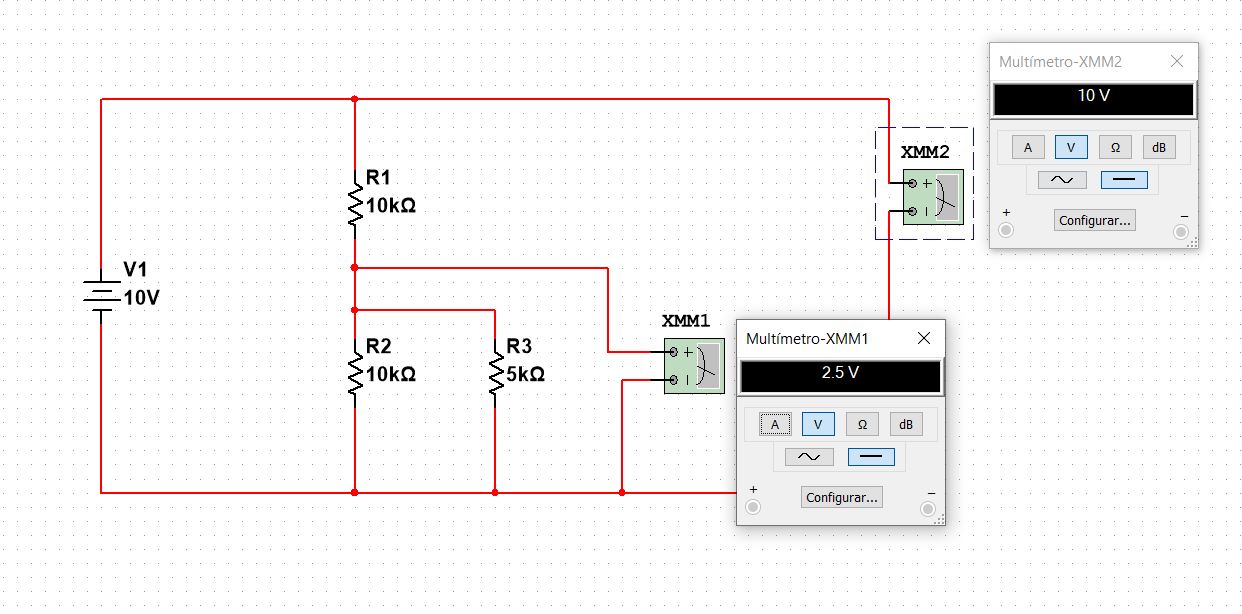 Multímetro-XMM2
10 V
A V Ω dB
+ −
Configurar...
XMM2
+
R1
10kΩ
V1
10V
XMM1
+
R2
10kΩ
R3
5kΩ
Multímetro-XMM1
2.5 V
A V Ω dB
+ −
Configurar...